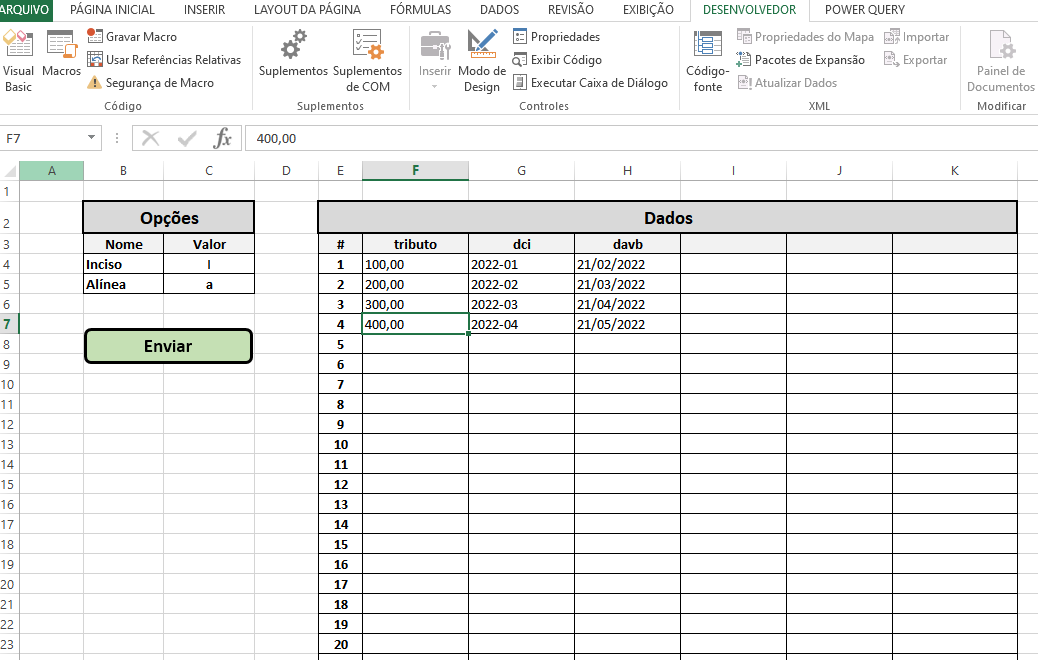 ARQUIVO PÁGINA INICIAL INSERIR LAYOUT DA PÁGINA FÓRMULAS DADOS REVISÃO EXIBIÇÃO DESENVOLVEDOR POWER QUERY
Visual Basic
Macros
Gravar Macro
Usar Referências Relativas
Segurança de Macro
Código
Suplementos
Suplementos de COM
Suplementos
Inserir
Modo de Design
Propriedades
Exibir Código
Executar Caixa de Diálogo
Controles
Código-fonte
Propriedades do Mapa
Pacotes de Expansão
Atualizar Dados
Importar
Exportar
XML
Painel de Documentos
Modificar
F7 fx 400,00
A B C D E F G H I J K
1
2 Opções Dados
3 Nome Valor # tributo dci davb
4 Inciso I 1 100,00 2022-01 21/02/2022
5 Alínea a 2 200,00 2022-02 21/03/2022
6 3 300,00 2022-03 21/04/2022
7 4 400,00 2022-04 21/05/2022
8 Enviar 5
9 6
10 7
11 8
12 9
13 10
14 11
15 12
16 13
17 14
18 15
19 16
20 17
21 18
22 19
23 20